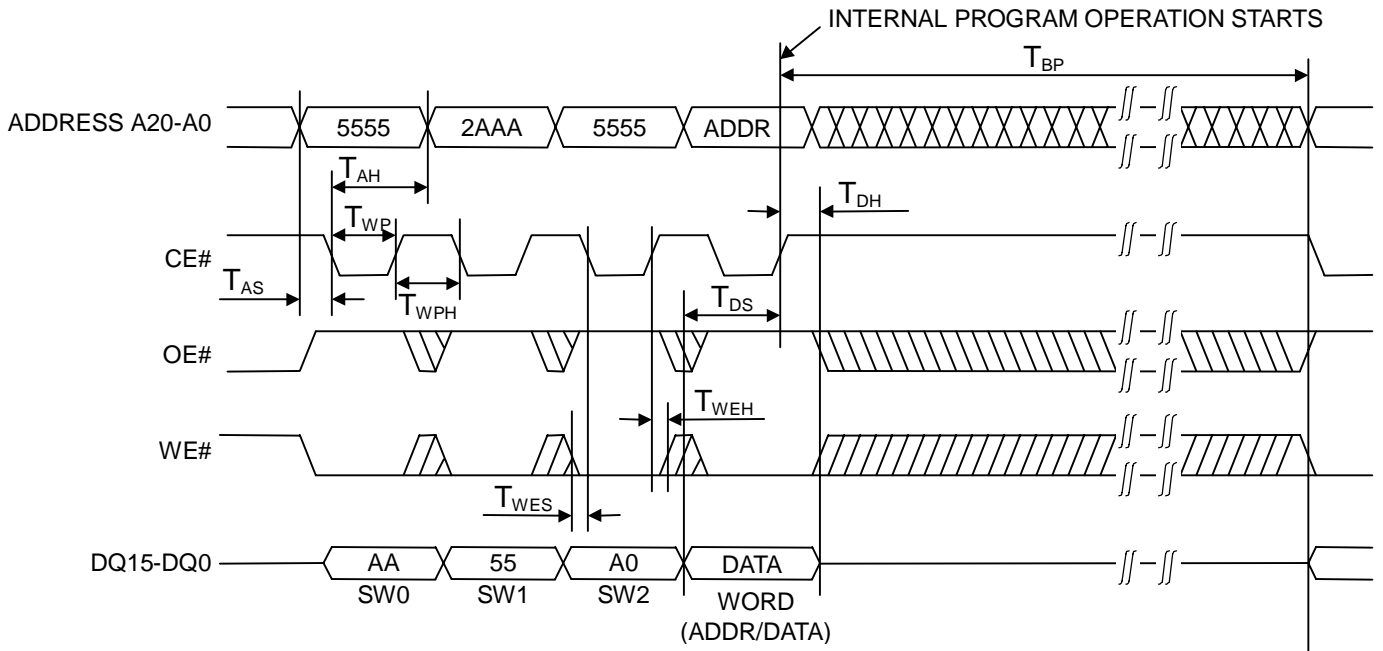 INTERNAL PROGRAM OPERATION STARTS
TBP
ADDRESS A20-A0
5555
2AAA
5555
ADDR
TAH
TDH
TWP
CE#
TAS
TWPH
TDS
OE#
TWEH
WE#
TWES
DQ15-DQ0
AA
55
A0
DATA
SW0
SW1
SW2
WORD
(ADDR/DATA)